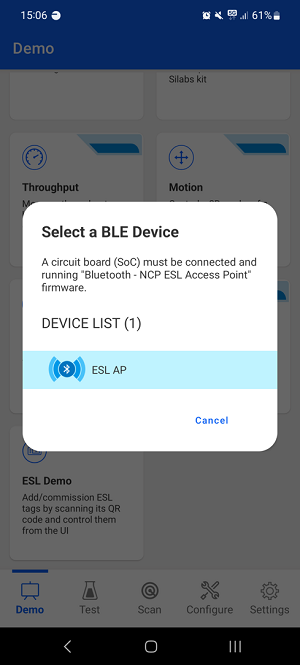 15:06
5G
61%
Demo
Silabs kit
Throughput
Motion
Select a BLE Device
A circuit board (SoC) must be connected and
running "Bluetooth - NCP ESL Access Point"
firmware.
DEVICE LIST (1)
ESL AP
Cancel
ESL Demo
Add/commission ESL
tags by scanning its QR
code and control them
from the UI
Demo
Test
Scan
Configure
Settings